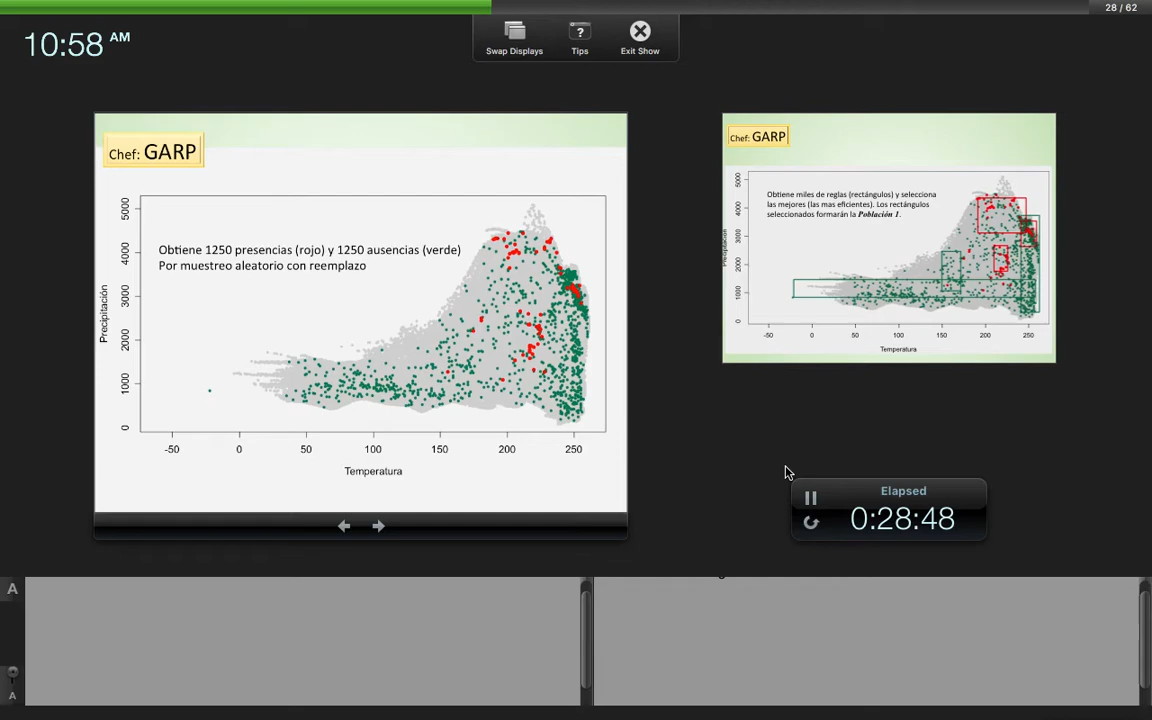 28 / 62
10:58 AM
Swap Displays
Tips
Exit Show
Chef: GARP
Obtiene 1250 presencias (rojo) y 1250 ausencias (verde)
Por muestreo aleatorio con reemplazo
Precipitación
5000
4000
3000
2000
1000
0
-50 0 50 100 150 200 250
Temperatura
Chef: GARP
Obtiene miles de reglas (rectángulos) y selecciona
las mejores (las mas eficientes). Los rectángulos
seleccionados formarán la Población 1.
Precipitación
5000
4000
3000
2000
1000
0
-50 0 50 100 150 200 250
Temperatura
Elapsed
0:28:48
A
A